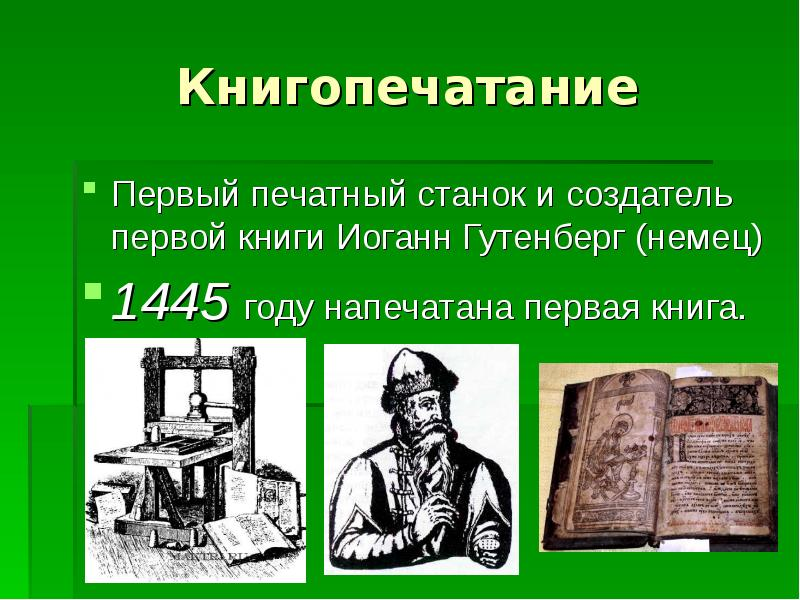 Книгопечатание
Первый печатный станок и создатель
первой книги Иоганн Гутенберг (немец)
1445 году напечатана первая книга.